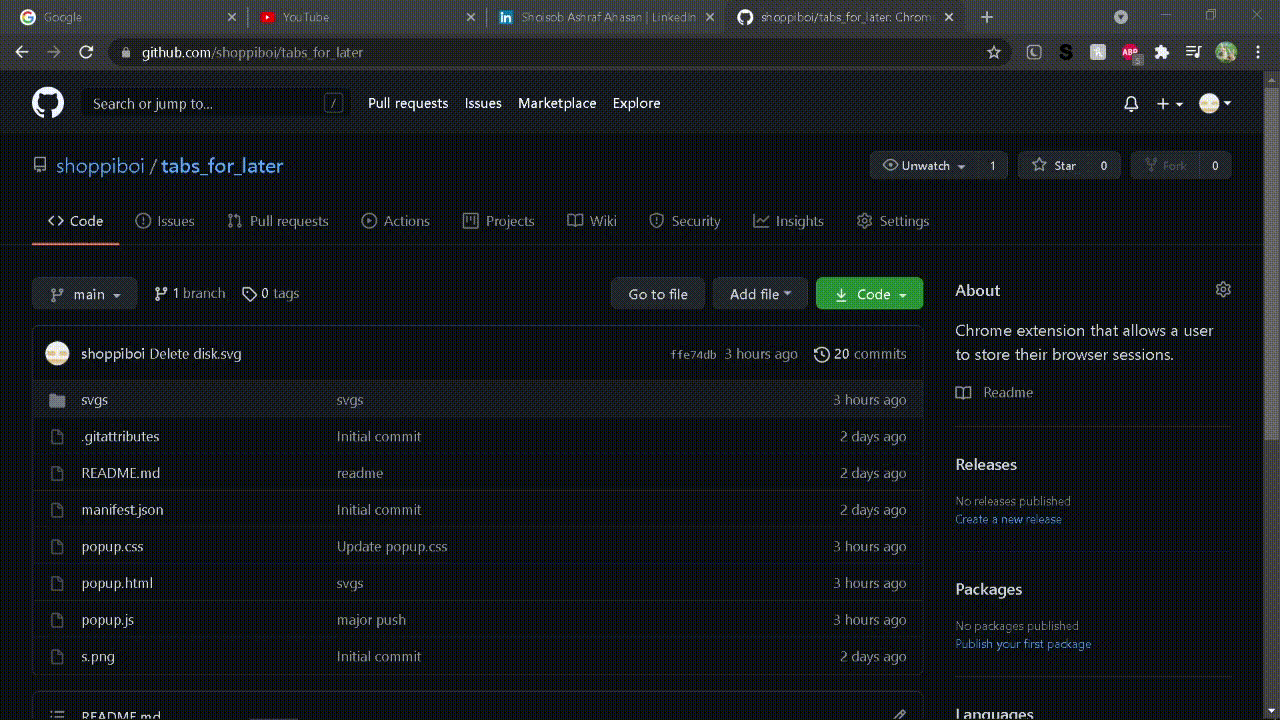 Google
YouTube
Shoisob Ashraf Ahasan | LinkedIn
shoppiboi/tabs_for_later: Chrom
github.com/shoppiboi/tabs_for_later
S
ABP
5
Search or jump to...
/
Pull requests
Issues
Marketplace
Explore
shoppiboi / tabs_for_later
Unwatch 1
Star 0
Fork 0
Code
Issues
Pull requests
Actions
Projects
Wiki
Security
Insights
Settings
main
1 branch
0 tags
Go to file
Add file
Code
shoppiboi Delete disk.svg
ffe74db 3 hours ago
20 commits
svgs svgs 3 hours ago
.gitattributes Initial commit 2 days ago
README.md readme 2 days ago
manifest.json Initial commit 2 days ago
popup.css Update popup.css 3 hours ago
popup.html svgs 3 hours ago
popup.js major push 3 hours ago
s.png Initial commit 2 days ago
README.md
About
Chrome extension that allows a user
to store their browser sessions.
Readme
Releases
No releases published
Create a new release
Packages
No packages published
Publish your first package
Languages